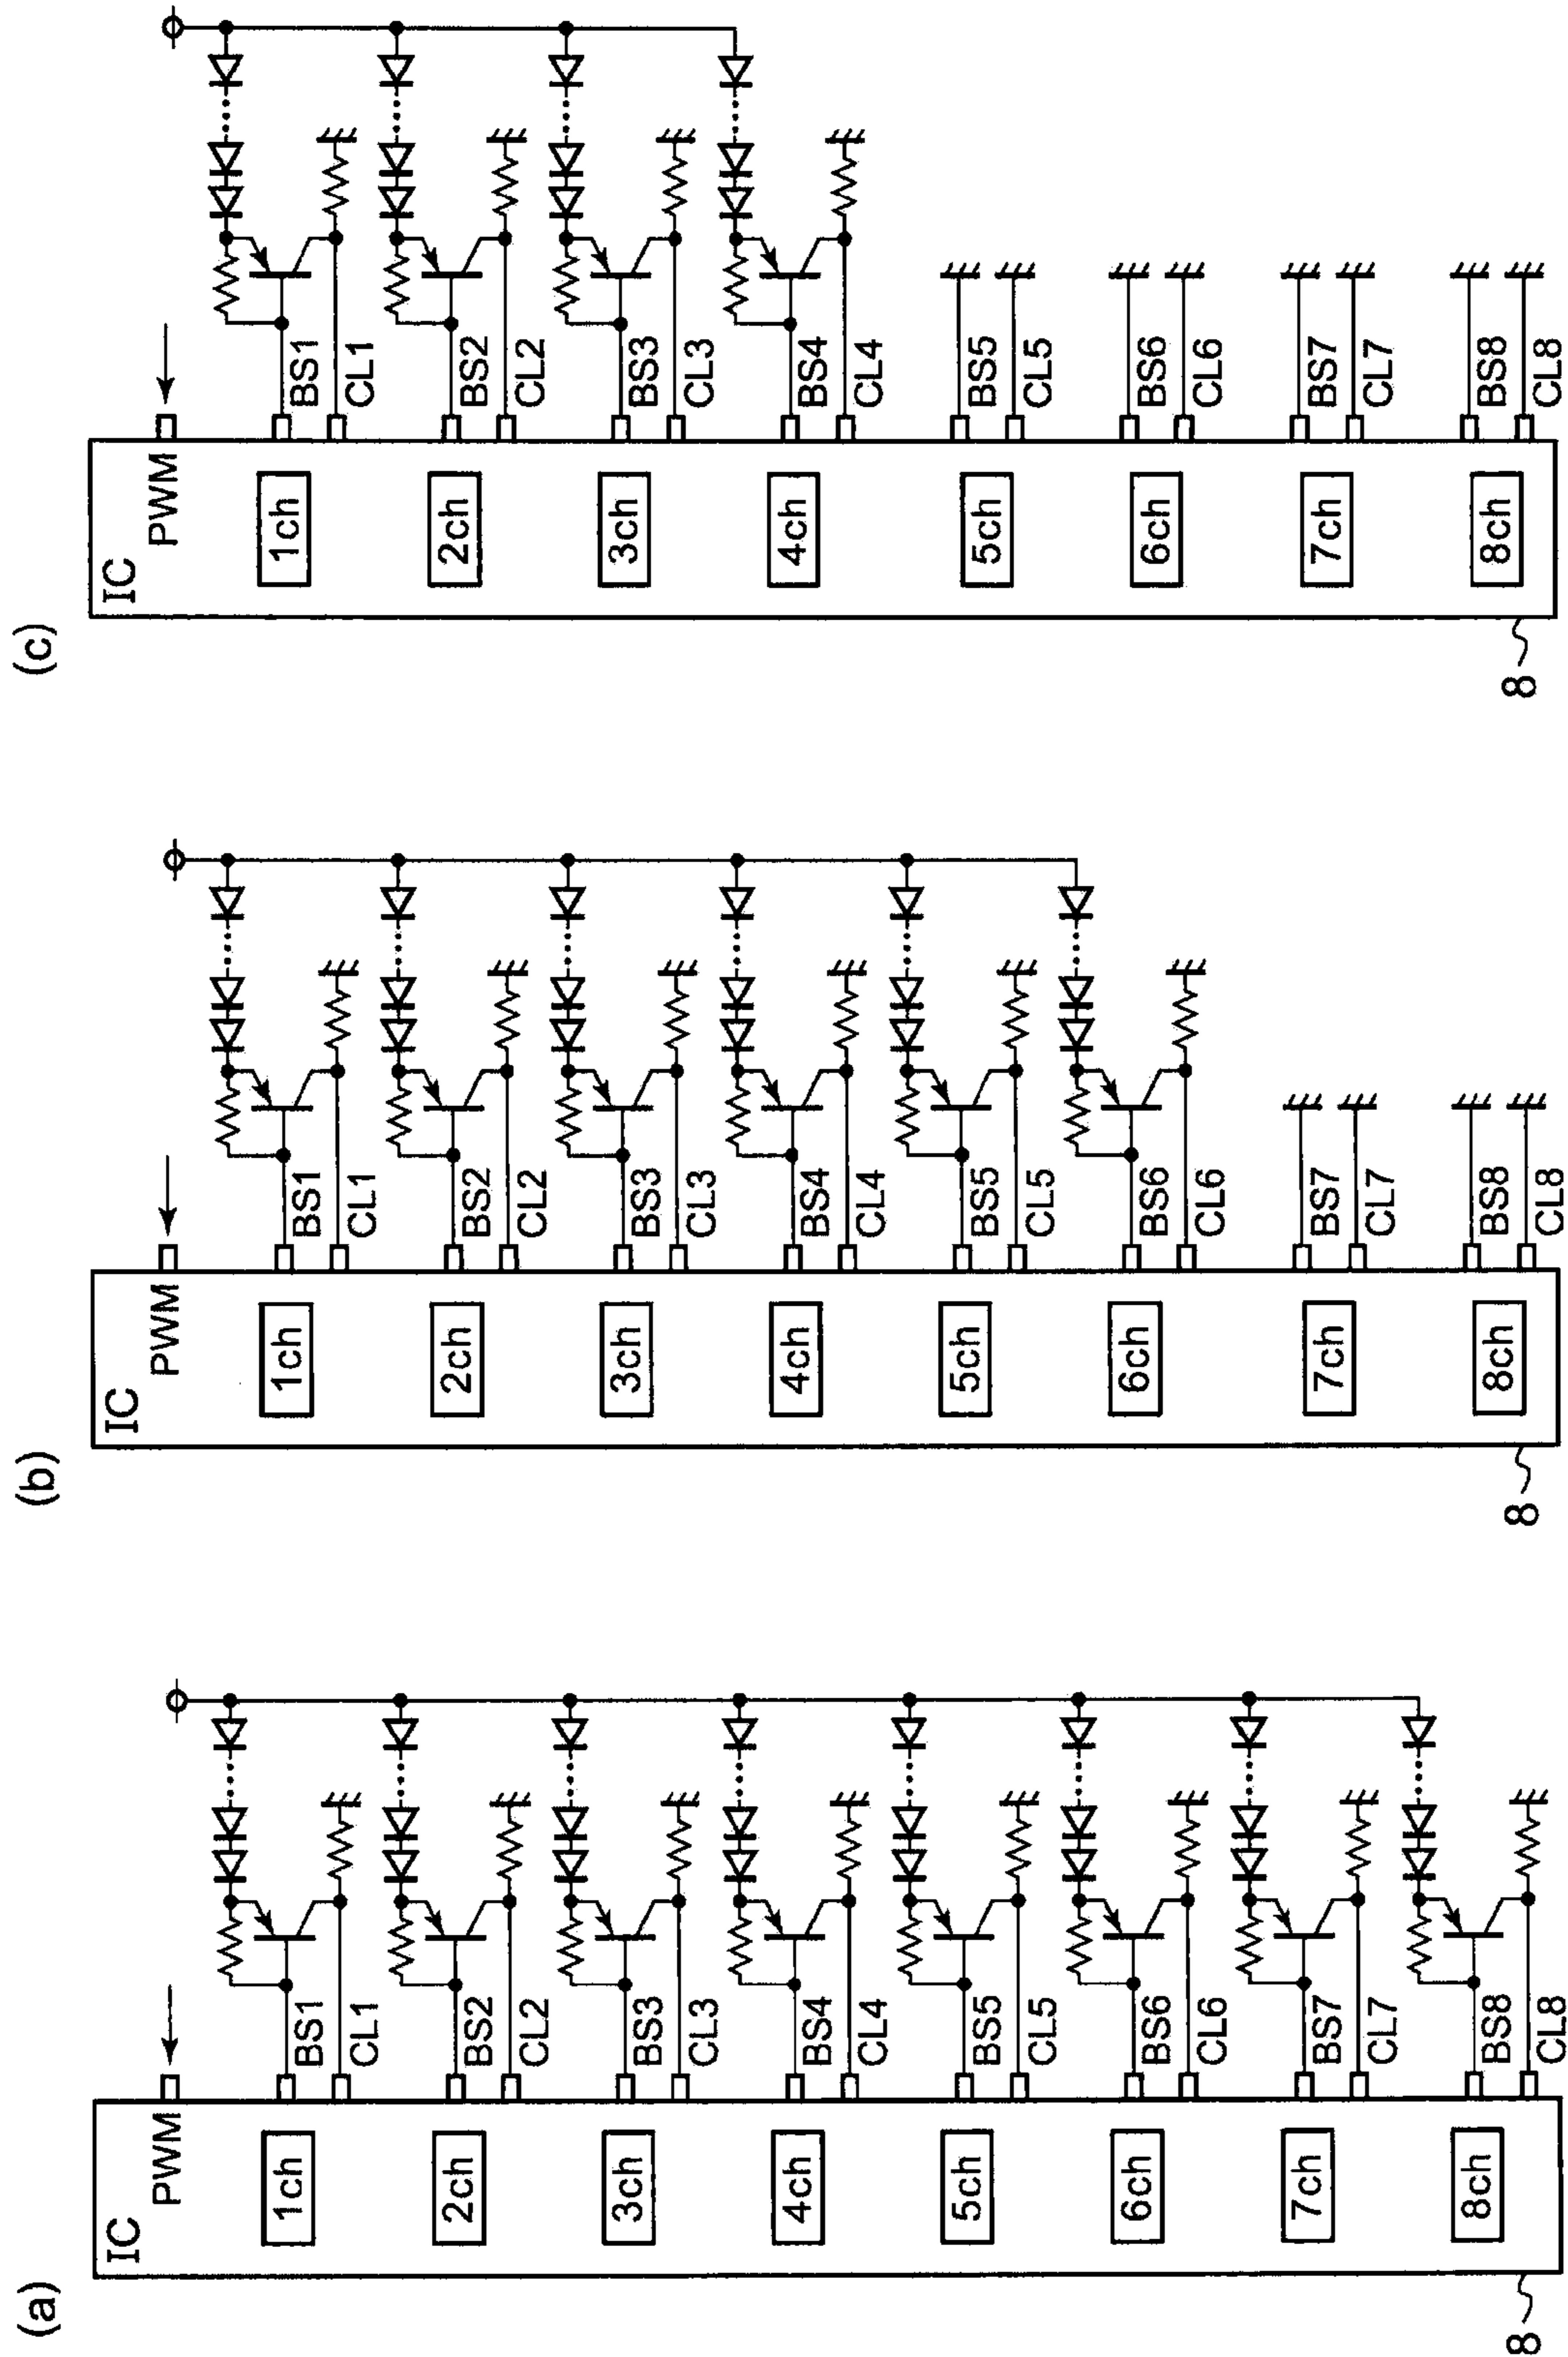 (a)
IC
PWM
1ch
BS1
CL1
2ch
BS2
CL2
3ch
BS3
CL3
4ch
BS4
CL4
5ch
BS5
CL5
6ch
BS6
CL6
7ch
BS7
CL7
8ch
BS8
CL8
8
(b)
IC
PWM
1ch
BS1
CL1
2ch
BS2
CL2
3ch
BS3
CL3
4ch
BS4
CL4
5ch
BS5
CL5
6ch
BS6
CL6
7ch
BS7
CL7
8ch
BS8
CL8
8
(c)
IC
PWM
1ch
BS1
CL1
2ch
BS2
CL2
3ch
BS3
CL3
4ch
BS4
CL4
5ch
BS5
CL5
6ch
BS6
CL6
7ch
BS7
CL7
8ch
BS8
CL8
8